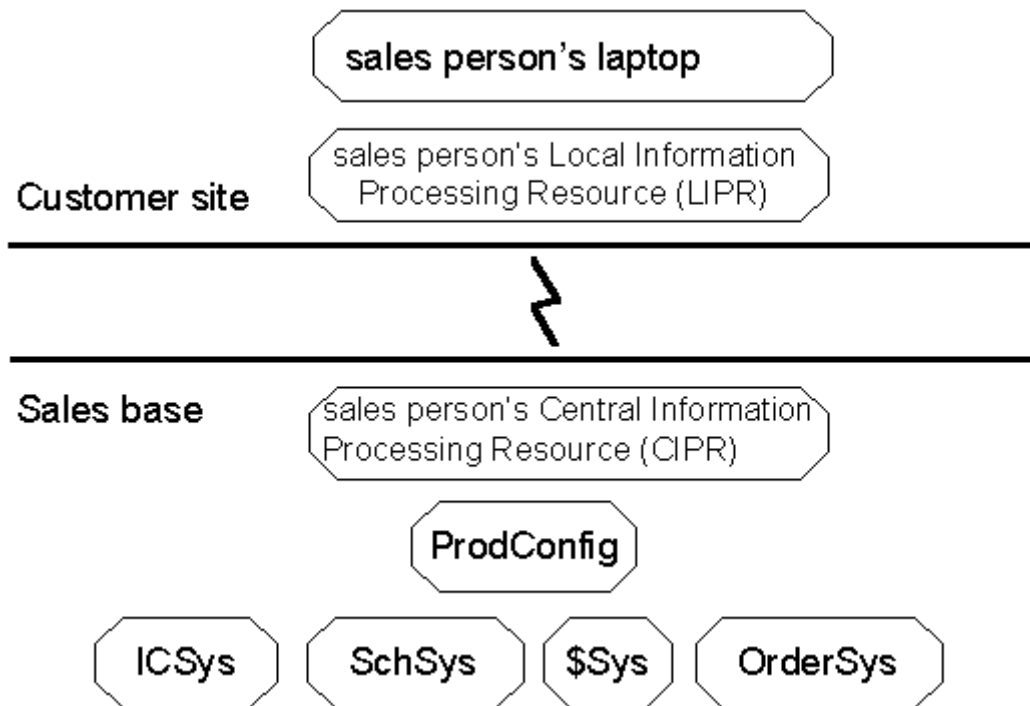 sales person's laptop
sales person's Local Information
Processing Resource (LIPR)
Customer site
Sales base
sales person's Central Information
Processing Resource (CIPR)
ProdConfig
ICSys
SchSys
$Sys
OrderSys